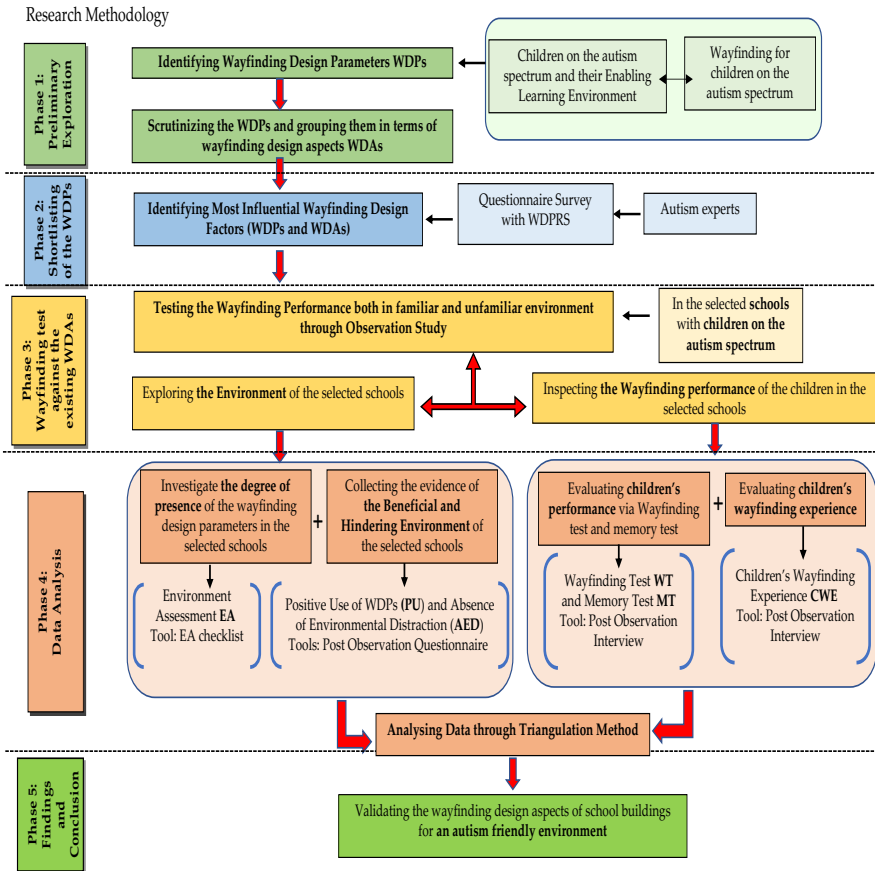 Research Methodology
Phase 1:
Preliminary
Exploration
Identifying Wayfinding Design Parameters WDPs
Children on the autism
spectrum and their Enabling
Learning Environment
Wayfinding for
children on the
autism spectrum
Scrutinizing the WDPs and grouping them in terms of
wayfinding design aspects WDAs
Phase 2:
Shortlisting
of the WDPs
Identifying Most Influential Wayfinding Design
Factors (WDPs and WDAs)
Questionnaire Survey
with WDPRS
Autism experts
Phase 3:
Wayfinding test
against the
existing WDAs
Testing the Wayfinding Performance both in familiar and unfamiliar environment
through Observation Study
In the selected schools
with children on the
autism spectrum
Exploring the Environment of the selected schools
Inspecting the Wayfinding performance of the children in the
selected schools
Phase 4:
Data Analysis
Investigate the degree of
presence of the wayfinding
design parameters in the
selected schools
+
Collecting the evidence of
the Beneficial and
Hindering Environment of
the selected schools
Evaluating children's
performance via Wayfinding
test and memory test
+
Evaluating children's
wayfinding experience
Environment
Assessment EA
Tool: EA checklist
Positive Use of WDPs (PU) and Absence
of Environmental Distraction (AED)
Tools: Post Observation Questionnaire
Wayfinding Test WT
and Memory Test MT
Tool: Post Observation
Interview
Children's Wayfinding
Experience CWE
Tool: Post Observation
Interview
Analysing Data through Triangulation Method
Phase 5:
Findings
and
Conclusion
Validating the wayfinding design aspects of school buildings
for an autism friendly environment